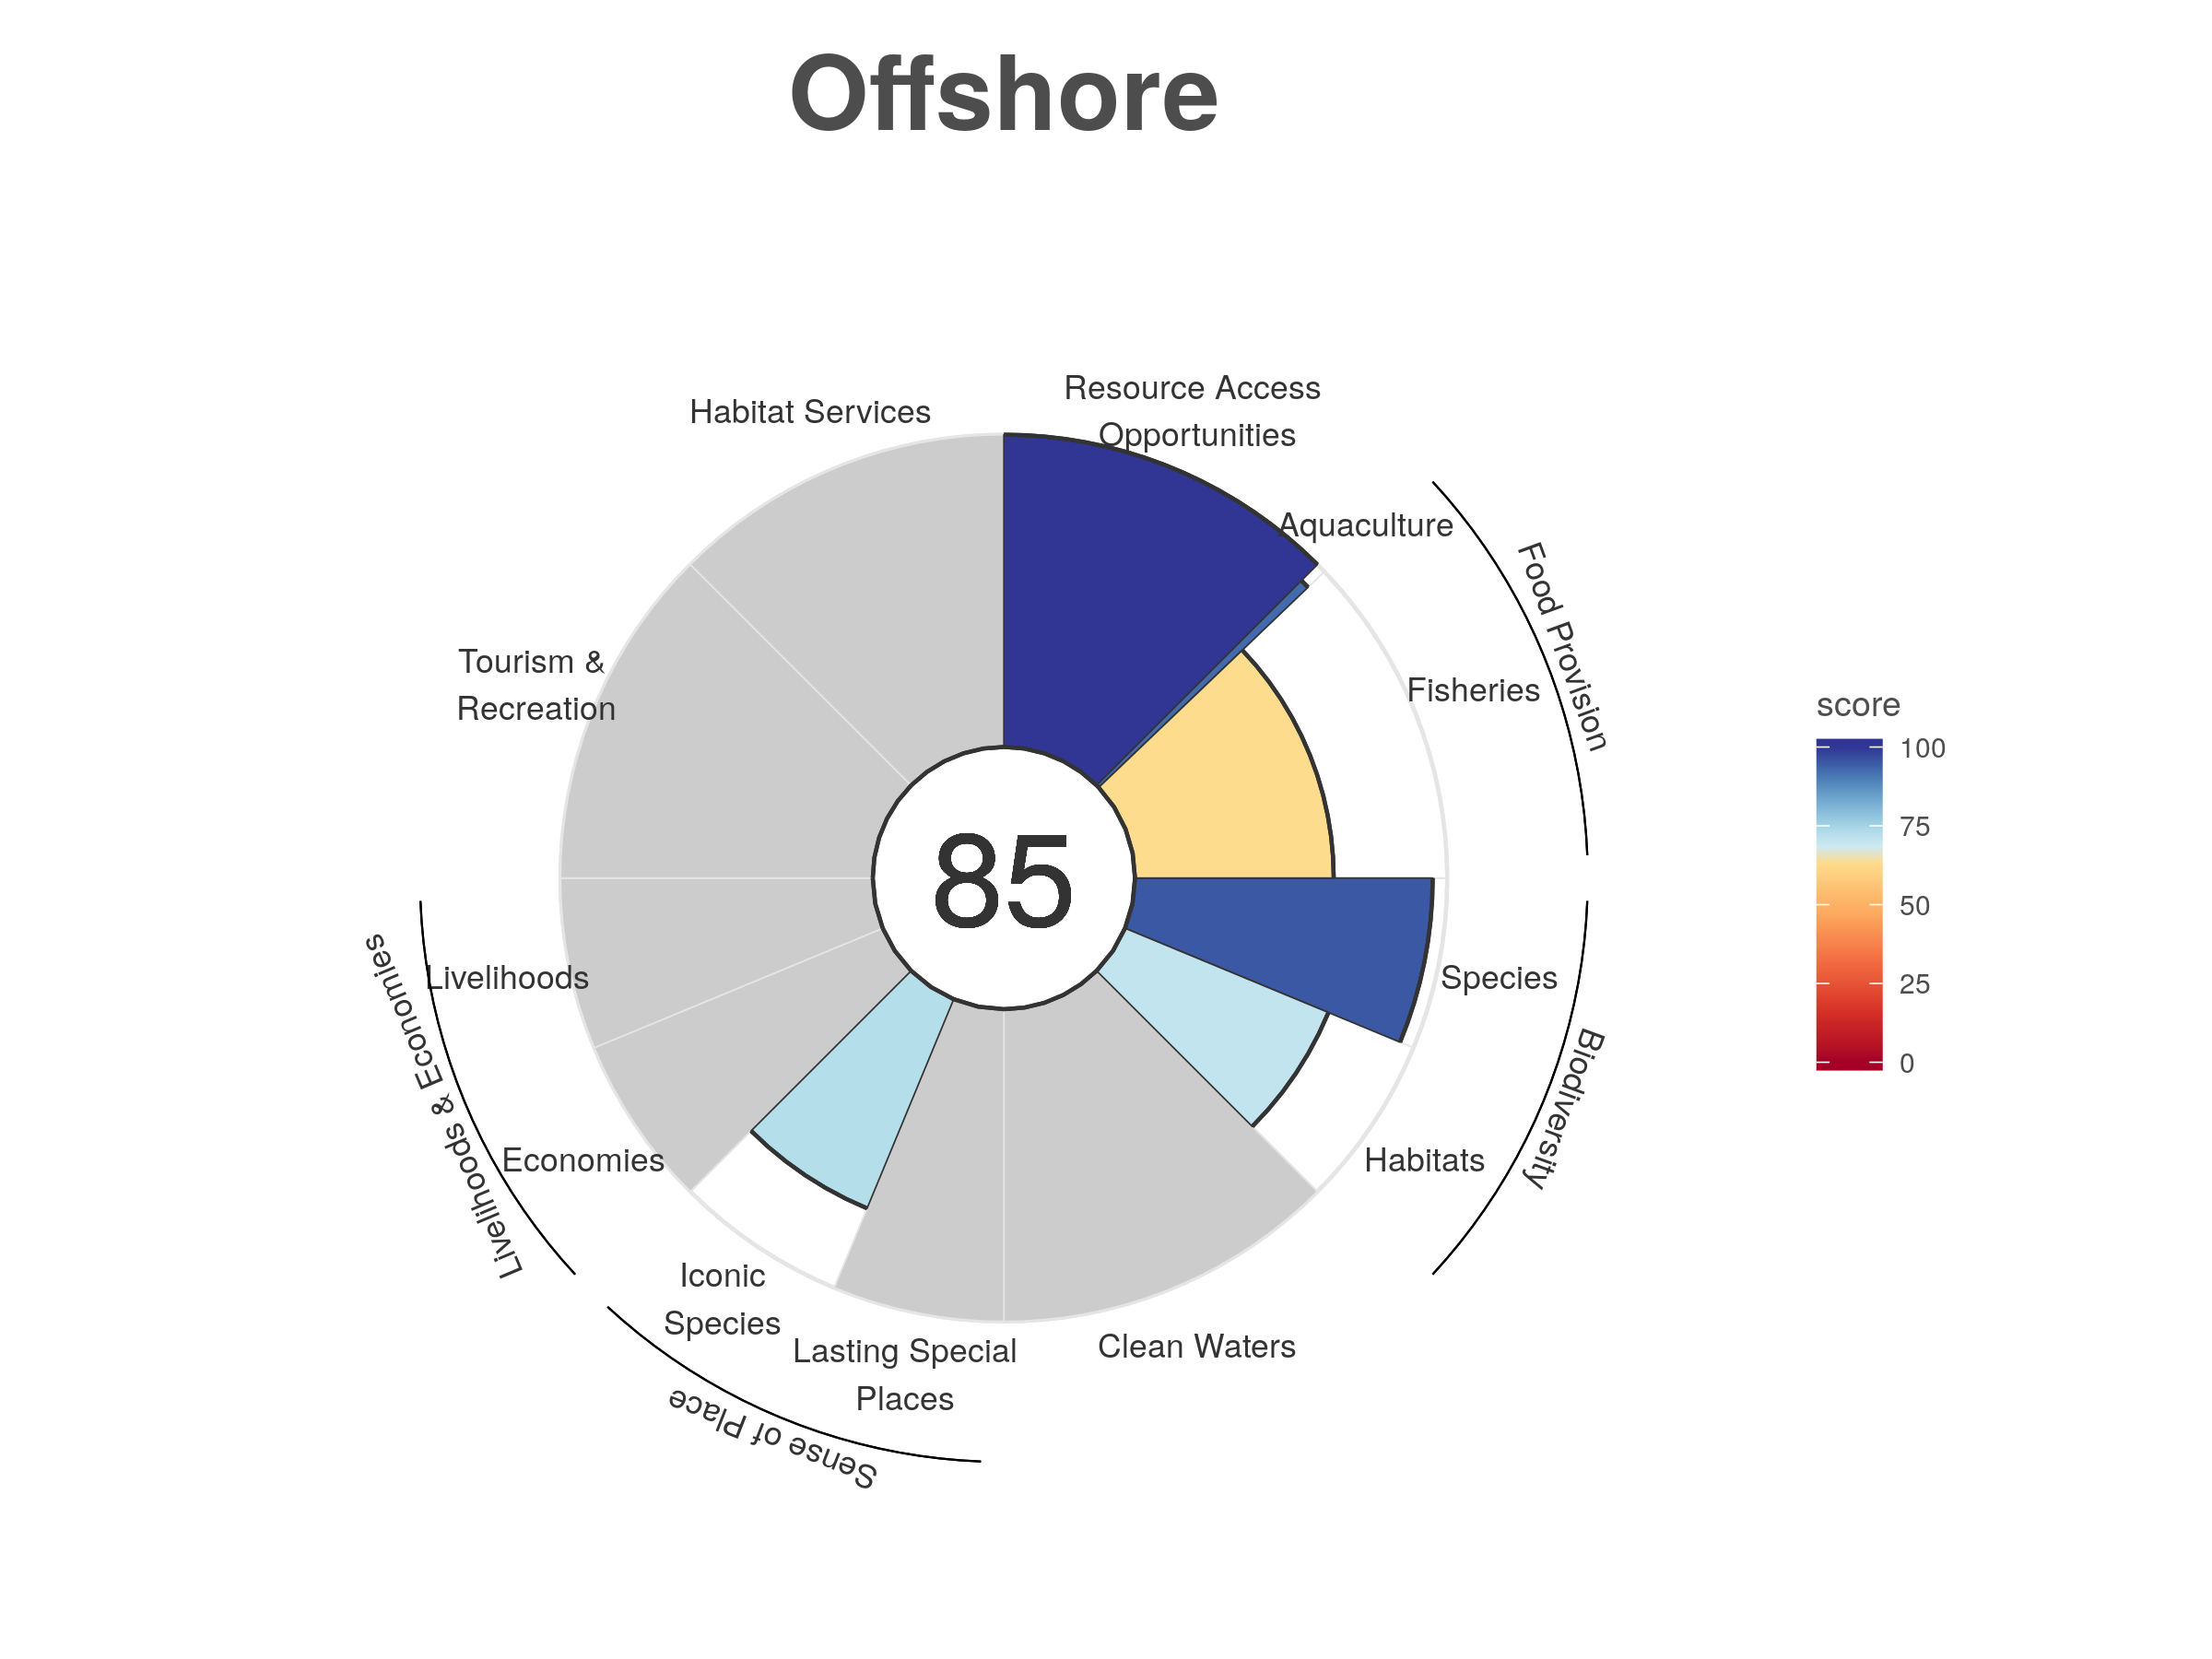 Offshore
Resource Access
Opportunities
Habitat Services
Aquaculture
Food Provision
Fisheries
Tourism &
Recreation
score
100
75
50
25
0
85
Species
Livelihoods
Biodiversity
Livelihoods & Economies
Habitats
Economies
Iconic
Species
Lasting Special
Places
Clean Waters
Sense of Place